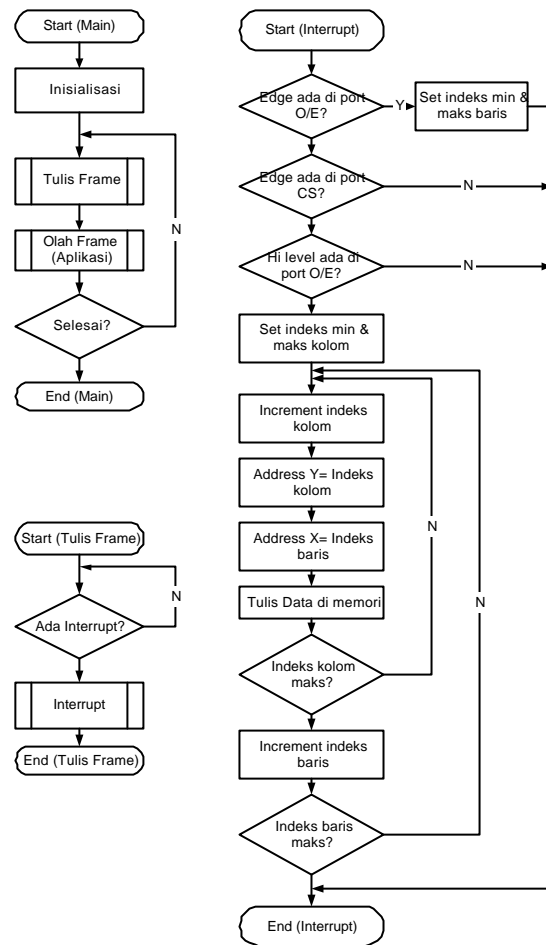 Start (Main)
Inisialisasi
Tulis Frame
Olah Frame
(Aplikasi)
N
Selesai?
End (Main)
Start (Tulis Frame)
N
Ada Interrupt?
Interrupt
End (Tulis Frame)
Start (Interrupt)
Edge ada di port
O/E?
Y
Set indeks min &
maks baris
Edge ada di port
CS?
N
Hi level ada di
port O/E?
N
Set indeks min &
maks kolom
Increment indeks
kolom
Address Y= Indeks
kolom
Address X= Indeks
baris
Tulis Data di memori
N
N
Indeks kolom
maks?
Increment indeks
baris
Indeks baris
maks?
End (Interrupt)